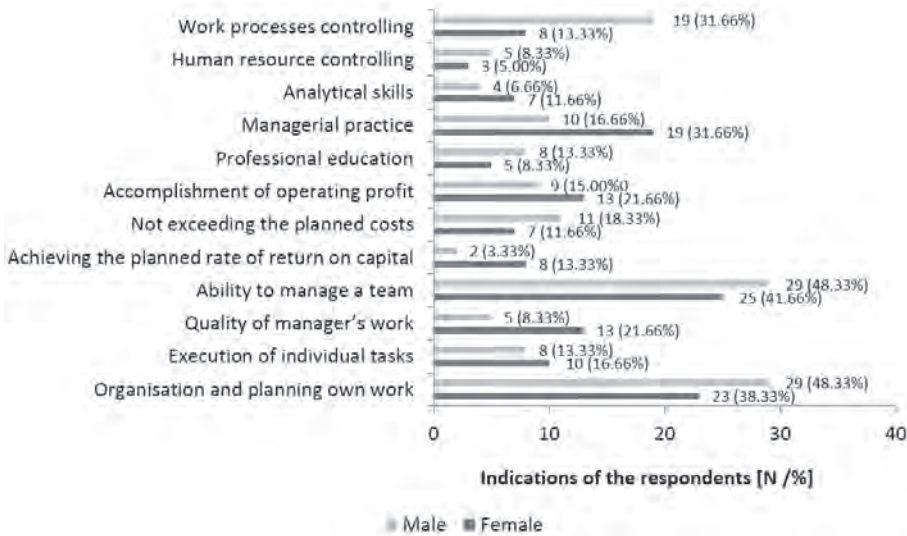 Work processes controlling
19 (31.66%)
8 (13.33%)
Human resource controlling
5 (8.33%)
3 (5.00%)
Analytical skills
4 (6.66%)
7 (11.66%)
Managerial practice
10 (16.66%)
19 (31.66%)
Professional education
8 (13.33%)
5 (8.33%)
Accomplishment of operating profit
9 (15.00%0
13 (21.66%)
Not exceeding the planned costs
11 (18.33%)
7 (11.66%)
Achieving the planned rate of return on capital
2 (3.33%)
8 (13.33%)
Ability to manage a team
29 (48.33%)
25 (41.66%)
Quality of manager’s work
5 (8.33%)
13 (21.66%)
Execution of individual tasks
8 (13.33%)
10 (16.66%)
Organisation and planning own work
29 (48.33%)
23 (38.33%)
0 10 20 30 40
Indications of the respondents [N /%]
Male Female